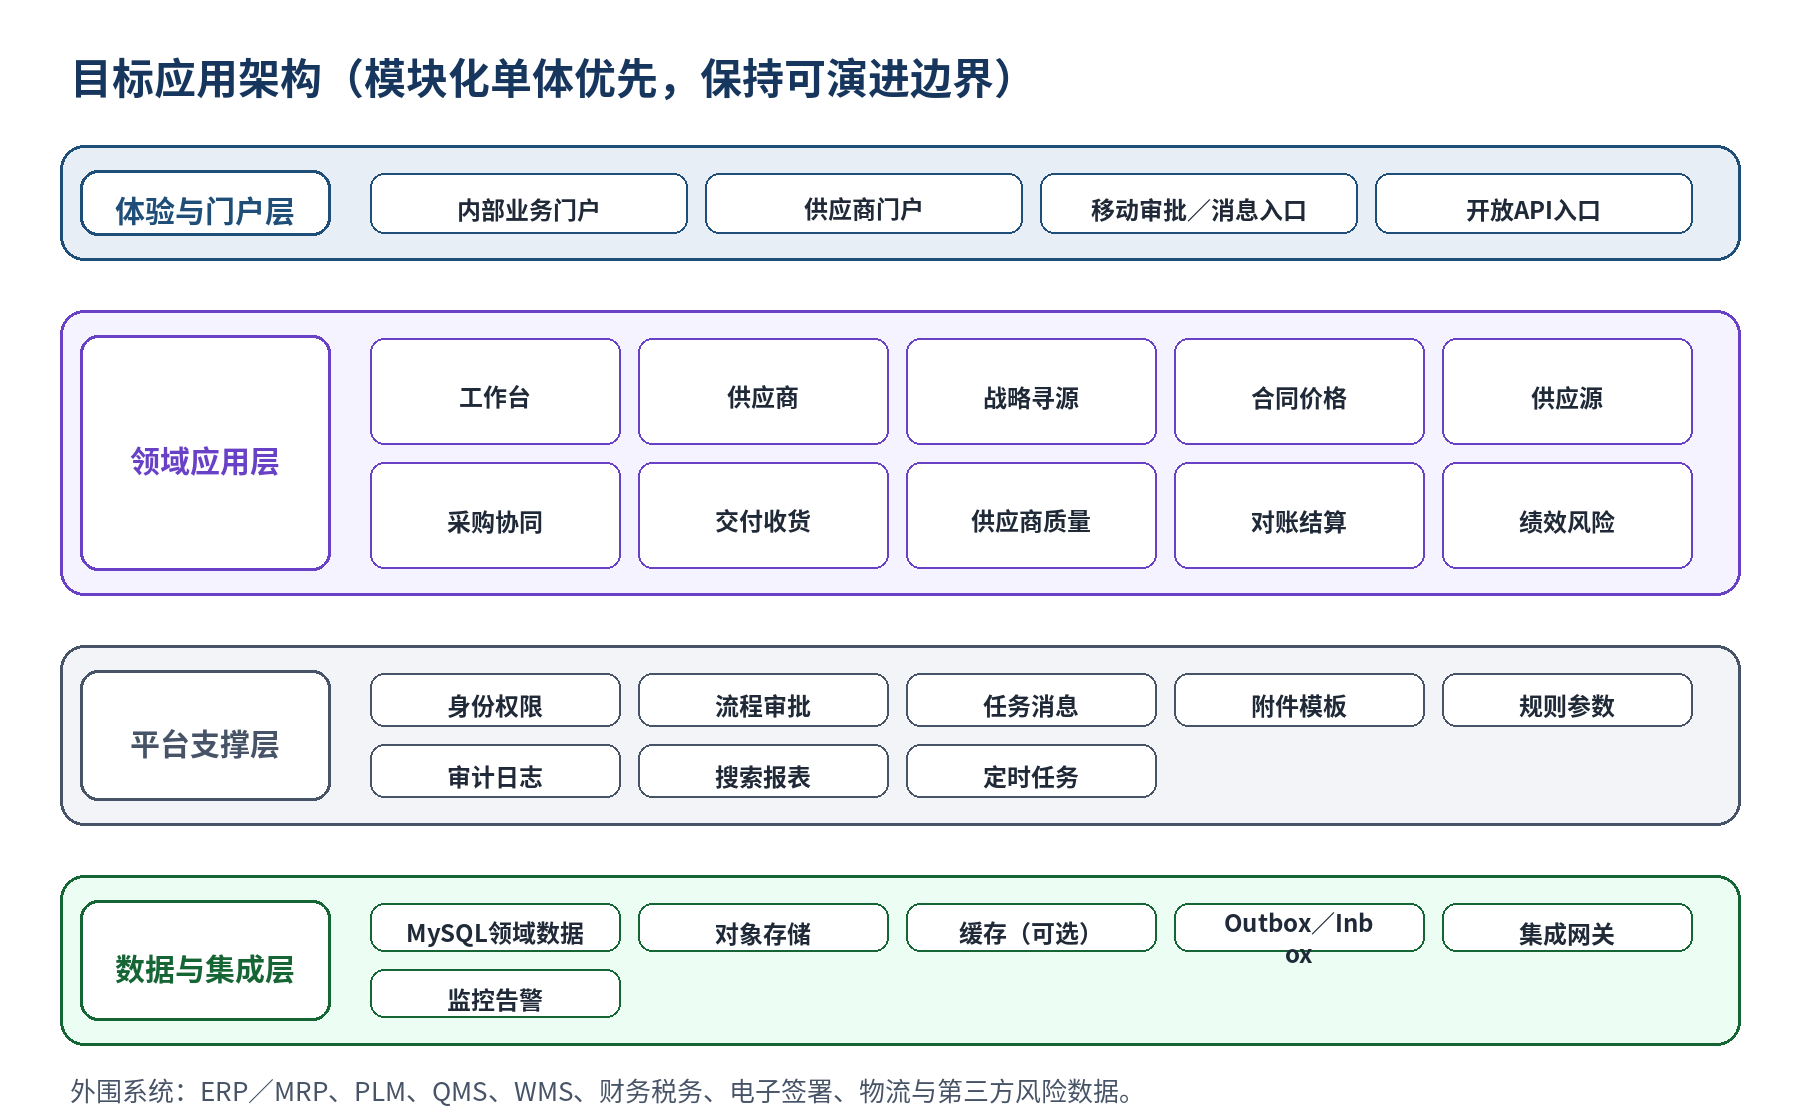 目标应用架构（模块化单体优先，保持可演进边界）
体验与门户层
内部业务门户
供应商门户
移动审批／消息入口
开放API入口
领域应用层
工作台
供应商
战略寻源
合同价格
供应源
采购协同
交付收货
供应商质量
对账结算
绩效风险
平台支撑层
身份权限
流程审批
任务消息
附件模板
规则参数
审计日志
搜索报表
定时任务
数据与集成层
MySQL领域数据
对象存储
缓存（可选）
Outbox／Inb
ox
集成网关
监控告警
外围系统：ERP／MRP、PLM、QMS、WMS、财务税务、电子签署、物流与第三方风险数据。